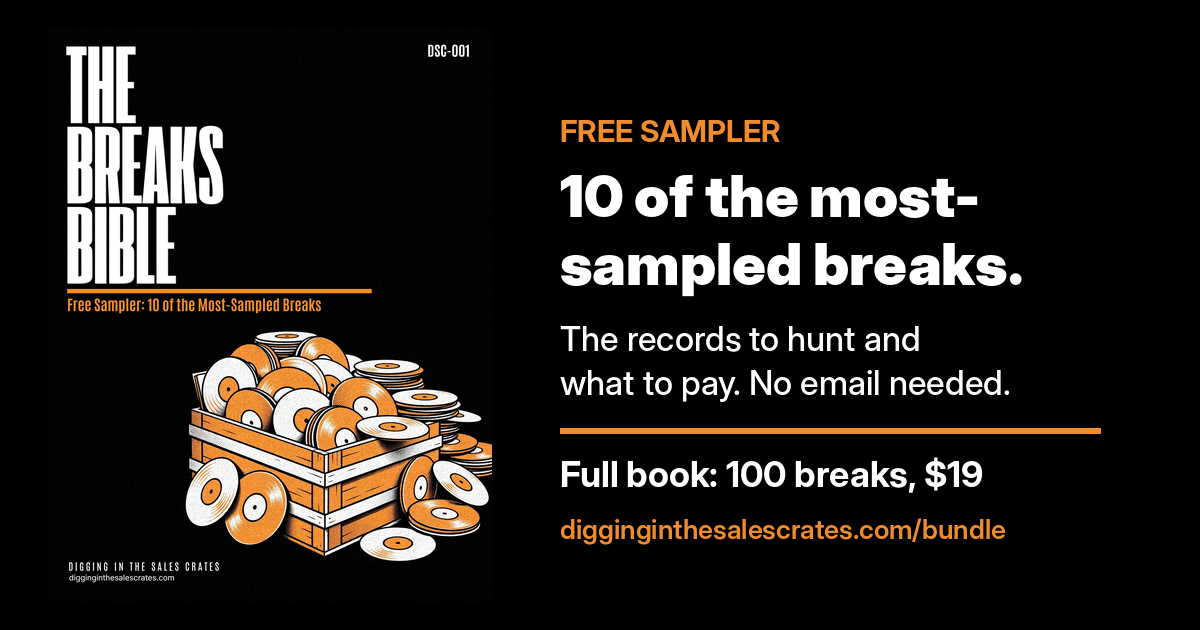 THE
BREAKS
BIBLE
DSC-001
Free Sampler: 10 of the Most-Sampled Breaks
DIGGING IN THE SALES CRATES
digginginthesalescrates.com
FREE SAMPLER
10 of the most-
sampled breaks.
The records to hunt and
what to pay. No email needed.
Full book: 100 breaks, $19
digginginthesalescrates.com/bundle